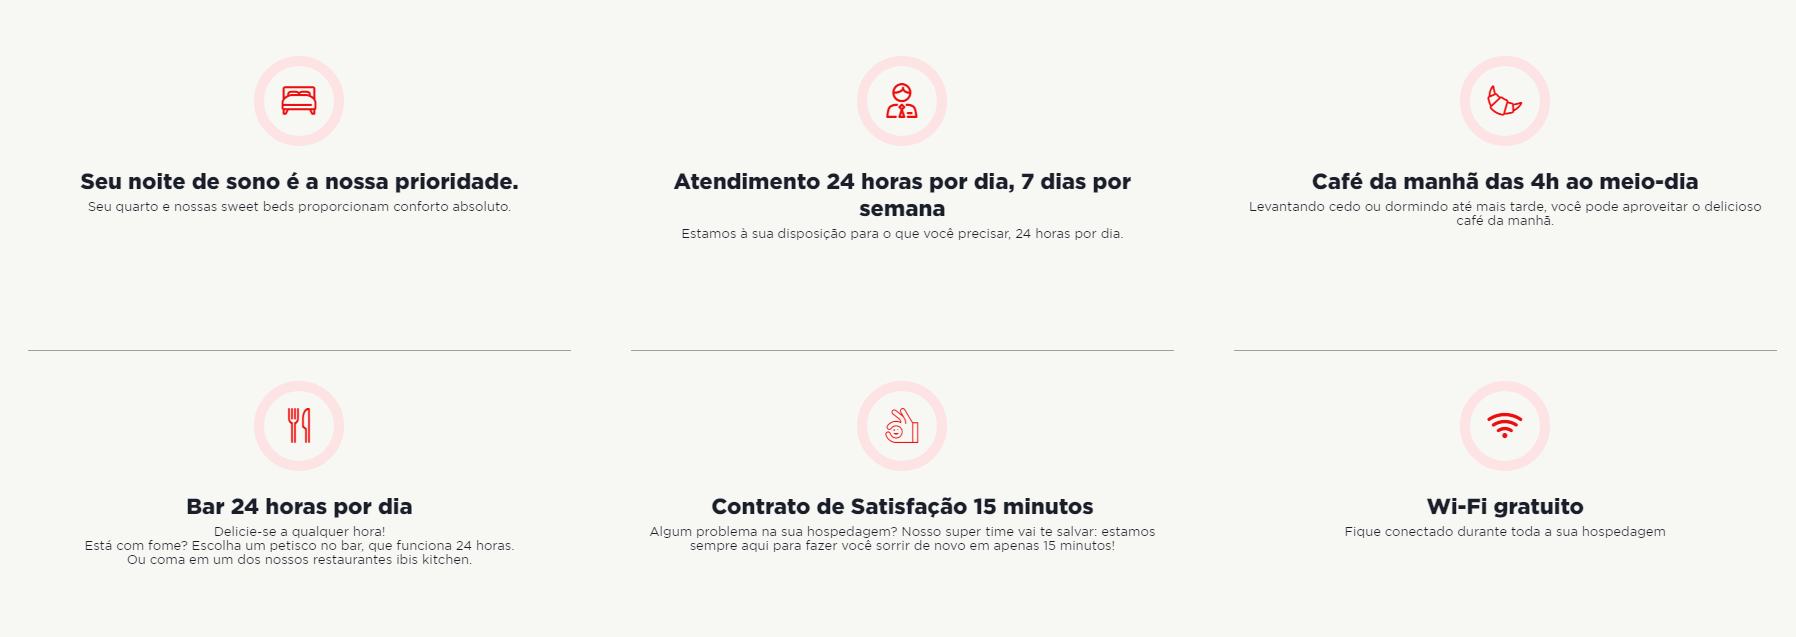 Seu noite de sono é a nossa prioridade.
Seu quarto e nossas sweet beds proporcionam conforto absoluto.
Atendimento 24 horas por dia, 7 dias por
semana
Estamos à sua disposição para o que você precisar, 24 horas por dia.
Café da manhã das 4h ao meio-dia
Levantando cedo ou dormindo até mais tarde, você pode aproveitar o delicioso
café da manhã.
Bar 24 horas por dia
Delicie-se a qualquer hora!
Está com fome? Escolha um petisco no bar, que funciona 24 horas.
Ou coma em um dos nossos restaurantes ibis kitchen.
Contrato de Satisfação 15 minutos
Algum problema na sua hospedagem? Nosso super time vai te salvar: estamos
sempre aqui para fazer você sorrir de novo em apenas 15 minutos!
Wi-Fi gratuito
Fique conectado durante toda a sua hospedagem